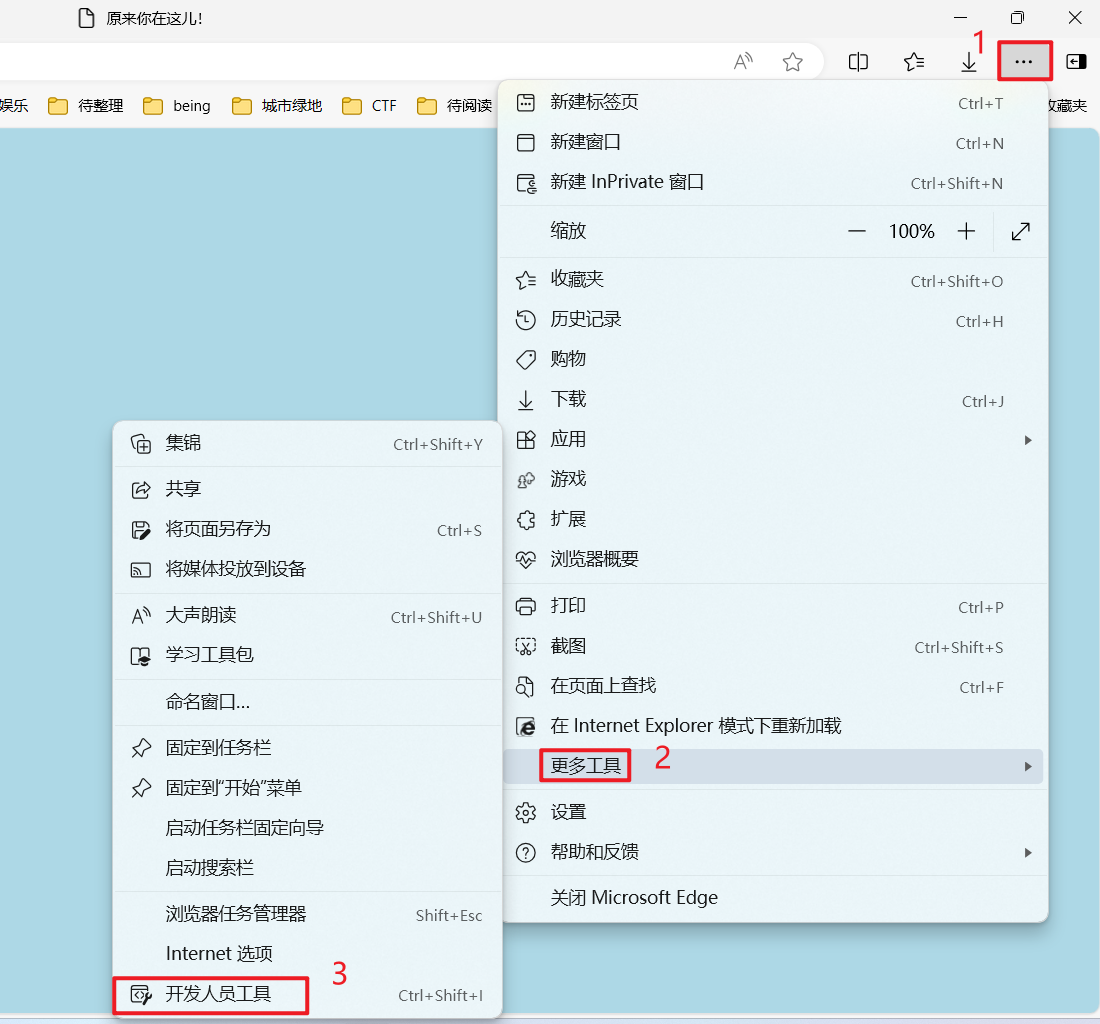 原来你在这儿!
1
娱乐
待整理
being
城市绿地
CTF
待阅读
收藏夹
新建标签页 Ctrl+T
新建窗口 Ctrl+N
新建 InPrivate 窗口 Ctrl+Shift+N
缩放 100%
收藏夹 Ctrl+Shift+O
历史记录 Ctrl+H
购物
下载 Ctrl+J
应用
游戏
扩展
浏览器概要
打印 Ctrl+P
截图 Ctrl+Shift+S
在页面上查找 Ctrl+F
在 Internet Explorer 模式下重新加载
更多工具 2
设置
帮助和反馈
关闭 Microsoft Edge
集锦 Ctrl+Shift+Y
共享
将页面另存为 Ctrl+S
将媒体投放到设备
大声朗读 Ctrl+Shift+U
学习工具包
命名窗口...
固定到任务栏
固定到“开始”菜单
启动任务栏固定向导
启动搜索栏
浏览器任务管理器 Shift+Esc
Internet 选项
3
开发人员工具 Ctrl+Shift+I